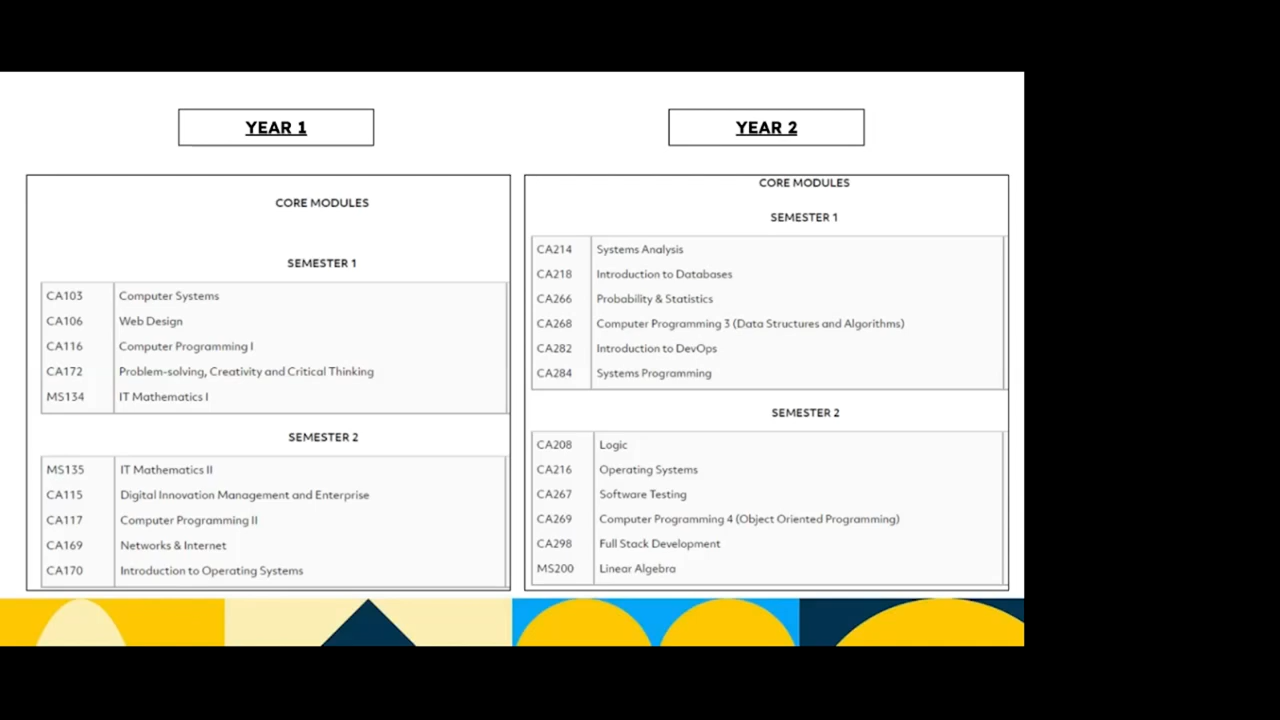 YEAR 1
CORE MODULES
SEMESTER 1
CA103 Computer Systems
CA106 Web Design
CA116 Computer Programming I
CA172 Problem-solving, Creativity and Critical Thinking
MS134 IT Mathematics I
SEMESTER 2
MS135 IT Mathematics II
CA115 Digital Innovation Management and Enterprise
CA117 Computer Programming II
CA169 Networks & Internet
CA170 Introduction to Operating Systems
YEAR 2
CORE MODULES
SEMESTER 1
CA214 Systems Analysis
CA218 Introduction to Databases
CA266 Probability & Statistics
CA268 Computer Programming 3 (Data Structures and Algorithms)
CA282 Introduction to DevOps
CA284 Systems Programming
SEMESTER 2
CA208 Logic
CA216 Operating Systems
CA267 Software Testing
CA269 Computer Programming 4 (Object Oriented Programming)
CA298 Full Stack Development
MS200 Linear Algebra